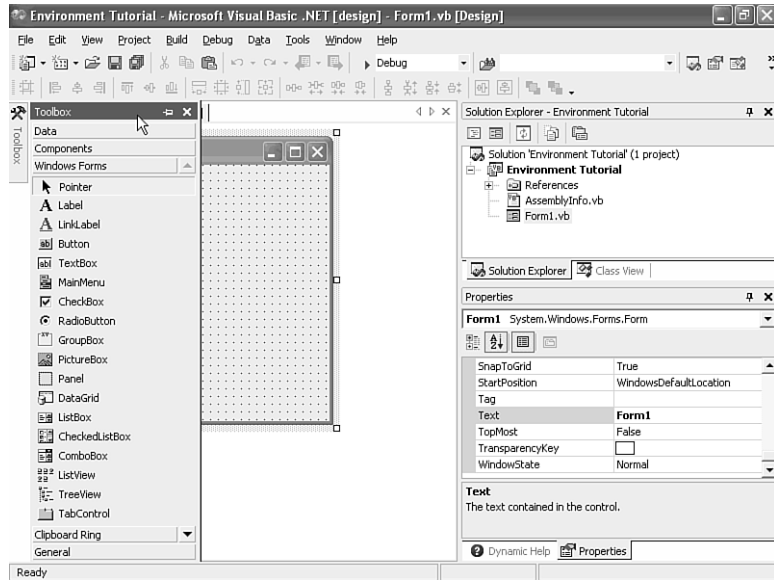 Environment Tutorial - Microsoft Visual Basic .NET [design] - Form1.vb [Design]
File Edit View Project Build Debug Data Tools Window Help
Debug
Toolbox
Toolbox
Data
Components
Windows Forms
Pointer
Label
LinkLabel
Button
TextBox
MainMenu
CheckBox
RadioButton
GroupBox
PictureBox
Panel
DataGrid
ListBox
CheckedListBox
ComboBox
ListView
TreeView
TabControl
Clipboard Ring
General
Solution Explorer - Environment Tutorial
Solution 'Environment Tutorial' (1 project)
Environment Tutorial
References
AssemblyInfo.vb
Form1.vb
Solution Explorer Class View
Properties
Form1 System.Windows.Forms.Form
SnapToGrid True
StartPosition WindowsDefaultLocation
Tag
Text Form1
TopMost False
TransparencyKey
WindowState Normal
Text
The text contained in the control.
Dynamic Help Properties
Ready